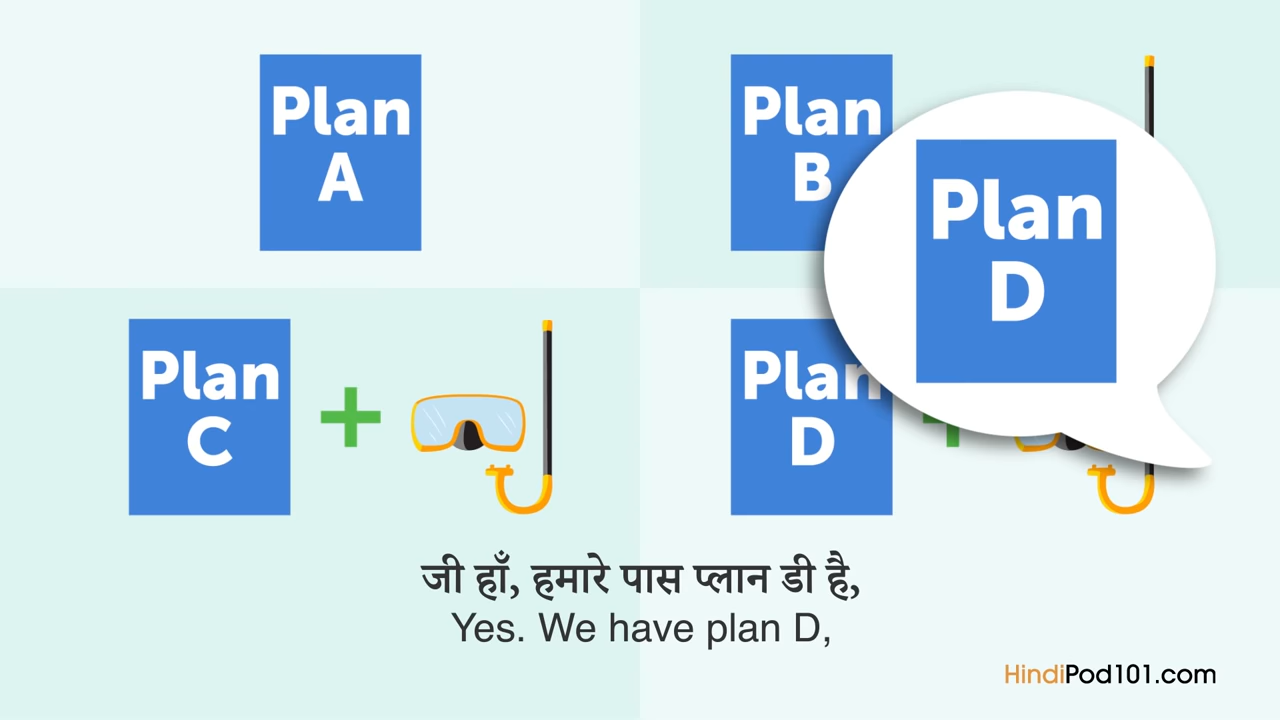 Plan
A
Plan
B
Plan
D
Plan
C
Plan
D
जी हाँ, हमारे पास प्लान डी है,
Yes. We have plan D,
HindiPod101.com